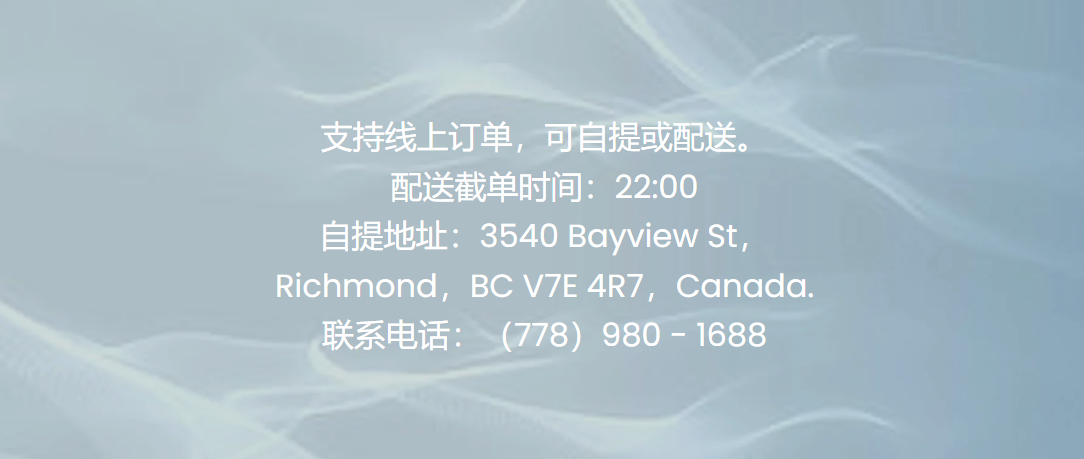 支持线上订单，可自提或配送。
配送截单时间：22:00
自提地址：3540 Bayview St，
Richmond，BC V7E 4R7，Canada.
联系电话：（778）980 - 1688